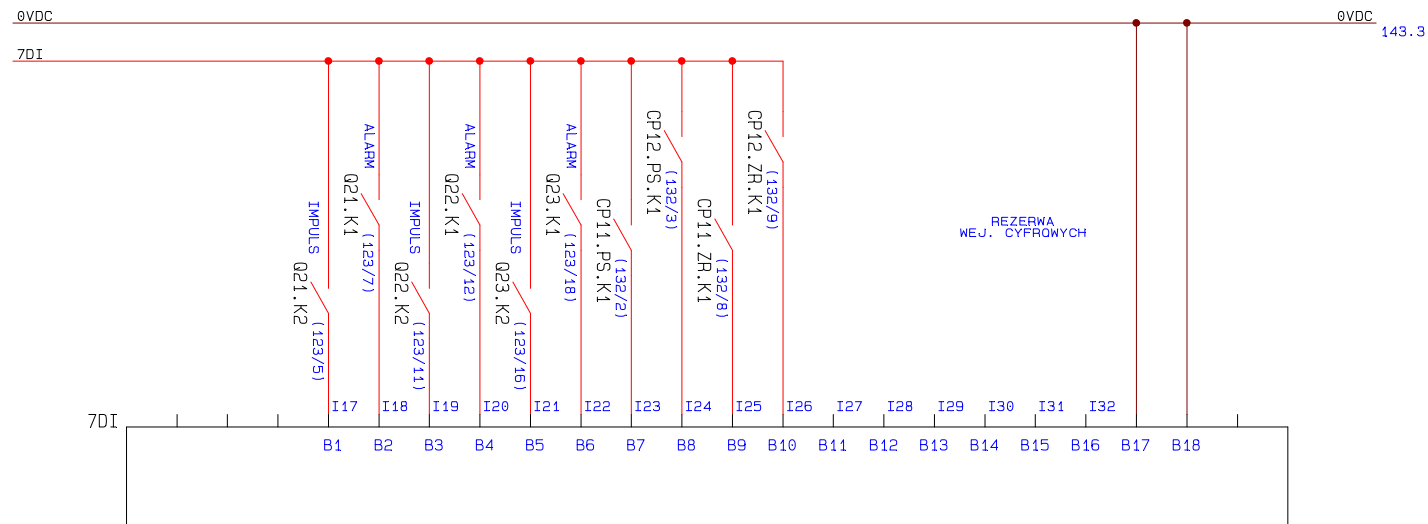 0VDC
0VDC
143.3
7DI
IMPULS
Q21.K2
(123/5)
ALARM
Q21.K1
(123/7)
IMPULS
Q22.K2
(123/11)
ALARM
Q22.K1
(123/12)
IMPULS
Q23.K2
(123/16)
ALARM
Q23.K1
(123/18)
CP11.PS.K1
(132/2)
CP12.PS.K1
(132/3)
CP11.ZR.K1
(132/8)
CP12.ZR.K1
(132/9)
REZERWA
WEJ. CYFROWYCH
I17 I18 I19 I20 I21 I22 I23 I24 I25 I26 I27 I28 I29 I30 I31 I32
7DI
B1 B2 B3 B4 B5 B6 B7 B8 B9 B10 B11 B12 B13 B14 B15 B16 B17 B18